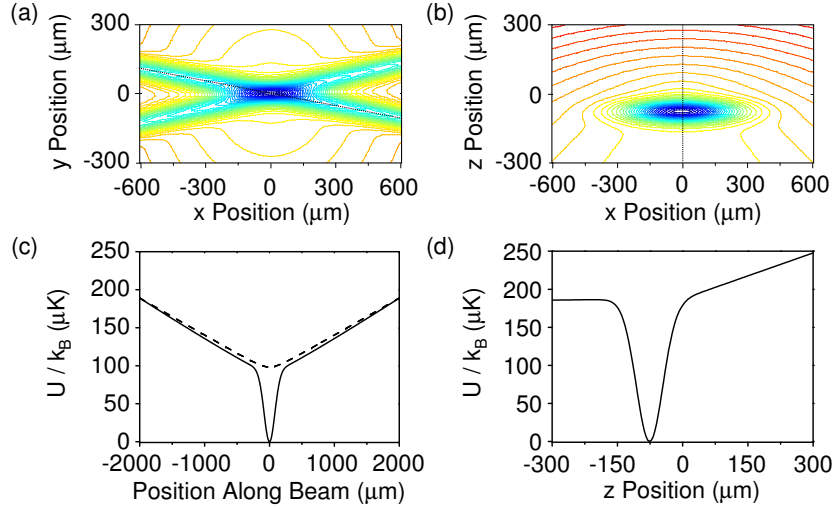 (a)
300
0
-300
-600 -300 0 300 600
y Position (μm)
x Position (μm)
(b)
300
0
-300
-600 -300 0 300 600
z Position (μm)
x Position (μm)
(c)
250
200
150
100
50
0
-2000 -1000 0 1000 2000
U / k_B (μK)
Position Along Beam (μm)
(d)
250
200
150
100
50
0
-300 -150 0 150 300
U / k_B (μK)
z Position (μm)